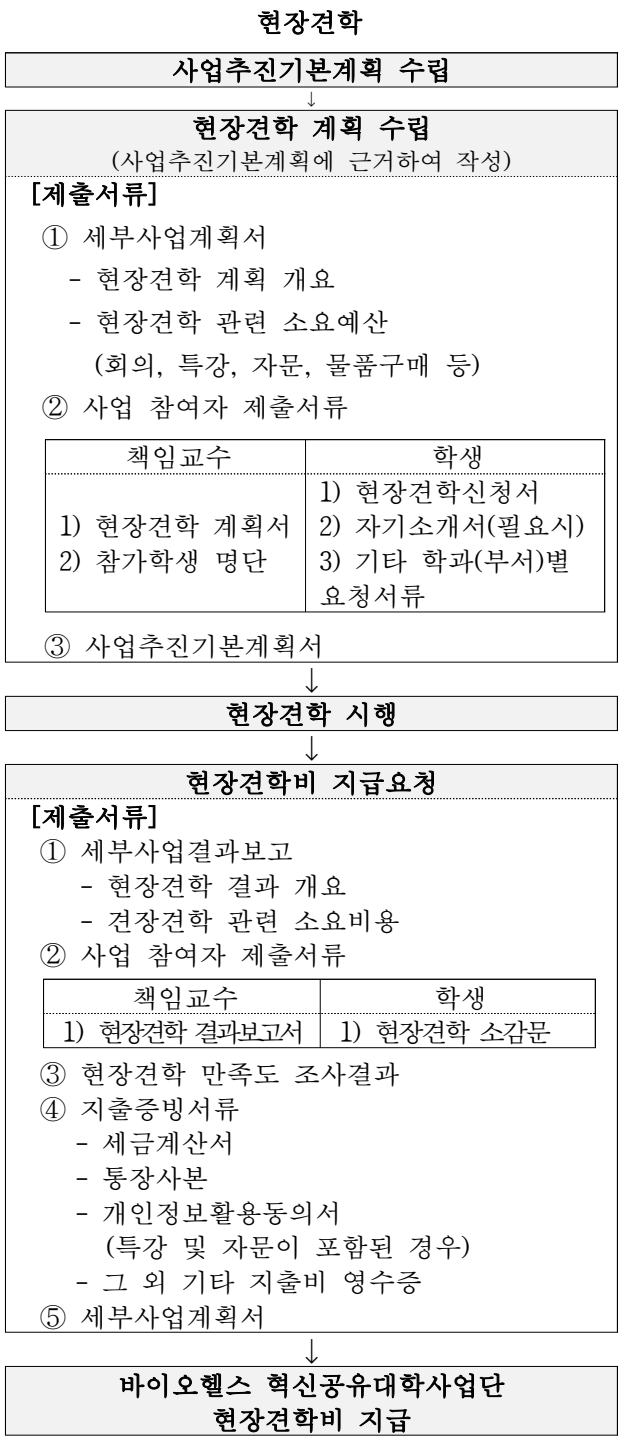 현장견학
사업추진기본계획 수립
↓
현장견학 계획 수립
(사업추진기본계획에 근거하여 작성)
[제출서류]
① 세부사업계획서
- 현장견학 계획 개요
- 현장견학 관련 소요예산
(회의, 특강, 자문, 물품구매 등)
② 사업 참여자 제출서류
책임교수 학생
1) 현장견학 계획서
2) 참가학생 명단
1) 현장견학신청서
2) 자기소개서(필요시)
3) 기타 학과(부서)별
요청서류
③ 사업추진기본계획서
↓
현장견학 시행
↓
현장견학비 지급요청
[제출서류]
① 세부사업결과보고
- 현장견학 결과 개요
- 견장견학 관련 소요비용
② 사업 참여자 제출서류
책임교수 학생
1) 현장견학 결과보고서 1) 현장견학 소감문
③ 현장견학 만족도 조사결과
④ 지출증빙서류
- 세금계산서
- 통장사본
- 개인정보활용동의서
(특강 및 자문이 포함된 경우)
- 그 외 기타 지출비 영수증
⑤ 세부사업계획서
↓
바이오헬스 혁신공유대학사업단
현장견학비 지급